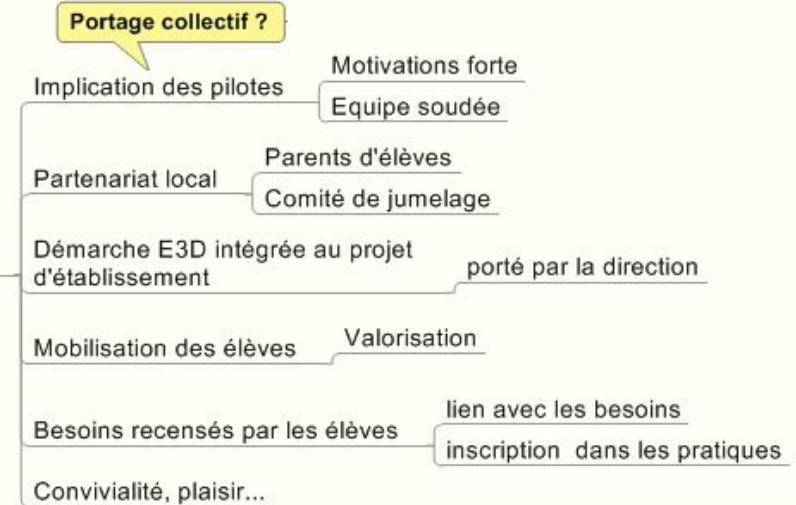 Portage collectif ?
Implication des pilotes
Motivations forte
Equipe soudée
Partenariat local
Parents d'élèves
Comité de jumelage
Démarche E3D intégrée au projet
d'établissement
porté par la direction
Mobilisation des élèves
Valorisation
Besoins recensés par les élèves
lien avec les besoins
inscription dans les pratiques
Convivialité, plaisir...